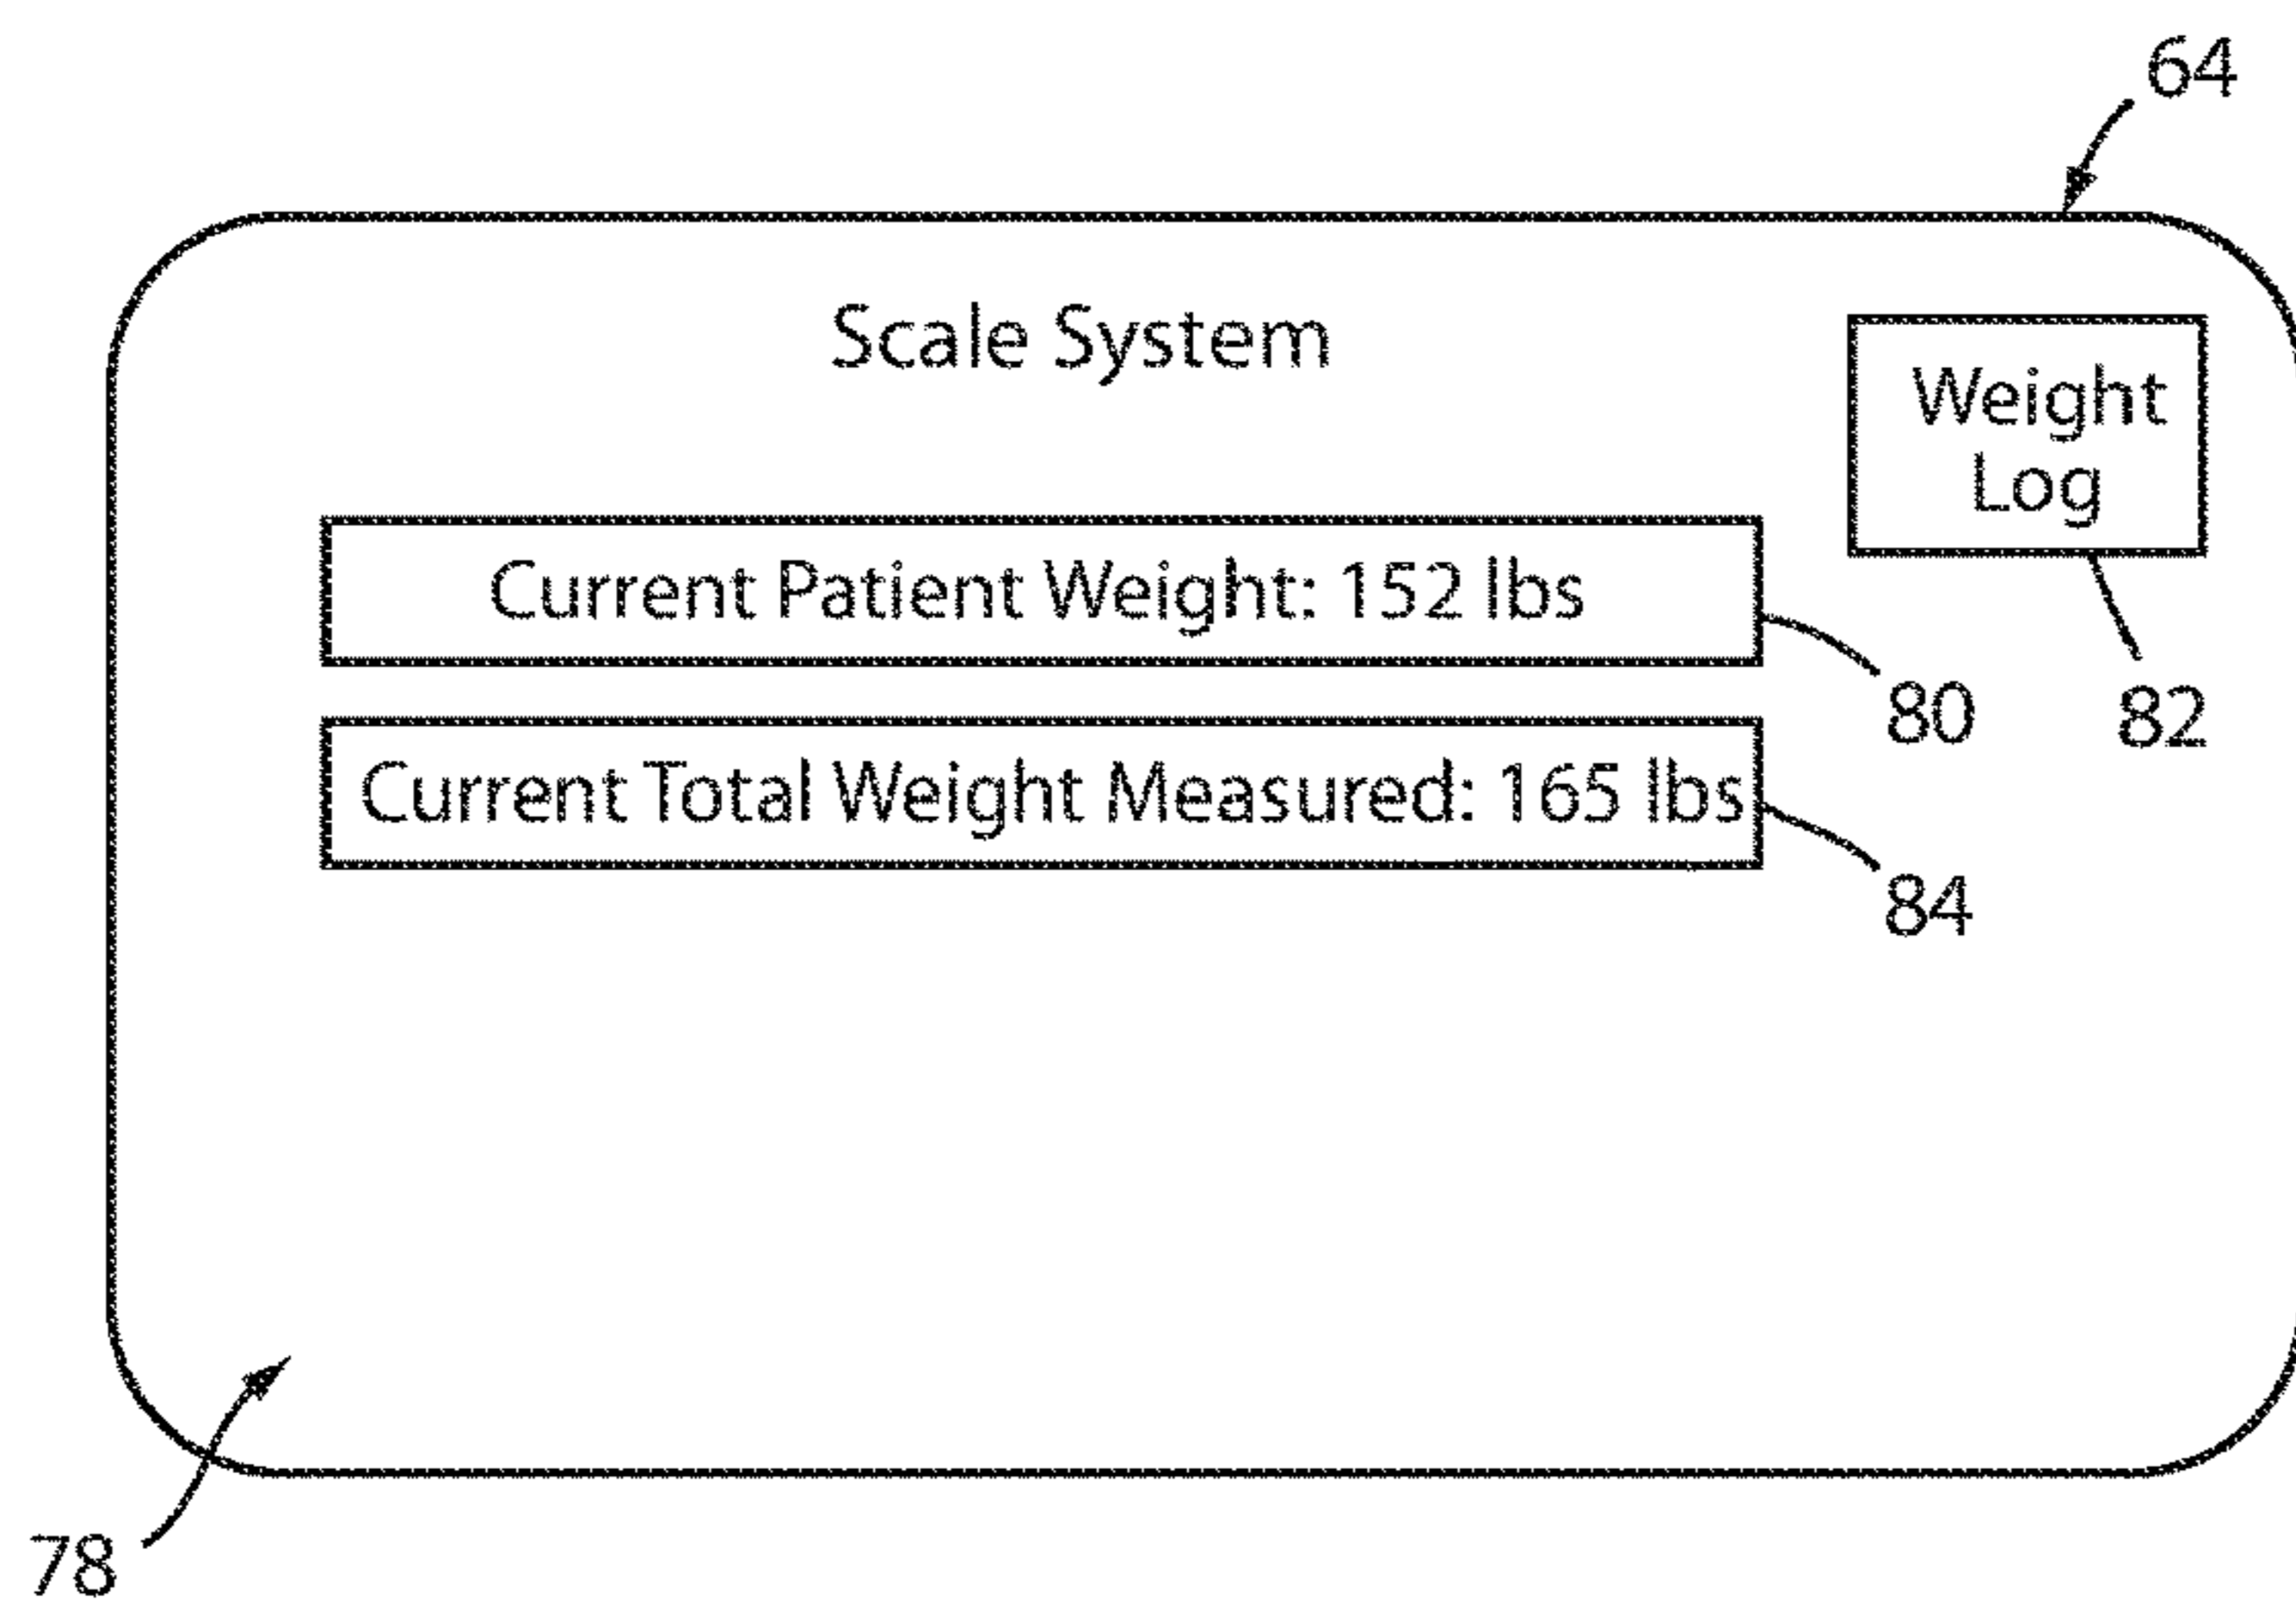 64
Scale System
Weight
Log
Current Patient Weight: 152 lbs
80
82
Current Total Weight Measured: 165 lbs
84
78